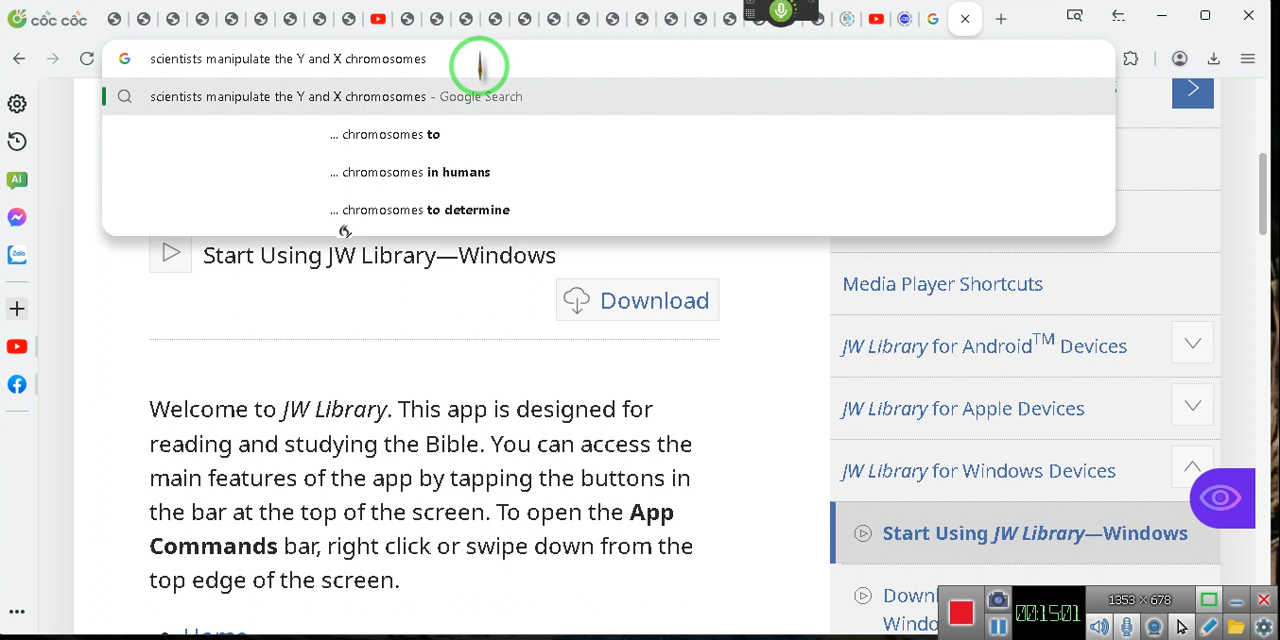 cốc cốc
scientists manipulate the Y and X chromosomes
scientists manipulate the Y and X chromosomes - Google Search
... chromosomes to
... chromosomes in humans
... chromosomes to determine
AI
Zalo
Start Using JW Library—Windows
Download
Welcome to JW Library. This app is designed for
reading and studying the Bible. You can access the
main features of the app by tapping the buttons in
the bar at the top of the screen. To open the App
Commands bar, right click or swipe down from the
top edge of the screen.
Home
Media Player Shortcuts
JW Library for Android™ Devices
JW Library for Apple Devices
JW Library for Windows Devices
Start Using JW Library—Windows
Down
Windo
1353 × 678
00:15:01